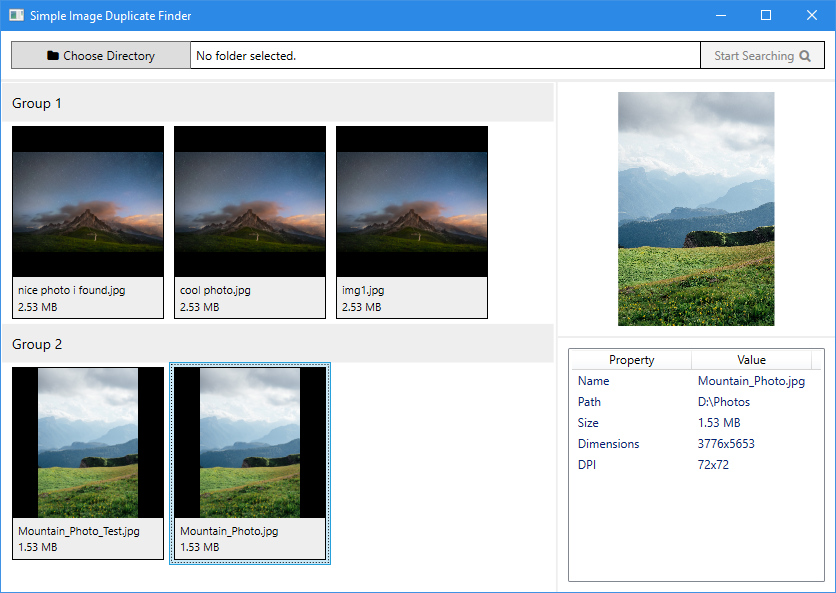 Simple Image Duplicate Finder
Choose Directory
No folder selected.
Start Searching
Group 1
nice photo i found.jpg
2.53 MB
cool photo.jpg
2.53 MB
img1.jpg
2.53 MB
Group 2
Mountain_Photo_Test.jpg
1.53 MB
Mountain_Photo.jpg
1.53 MB
Property Value
Name Mountain_Photo.jpg
Path D:\Photos
Size 1.53 MB
Dimensions 3776x5653
DPI 72x72